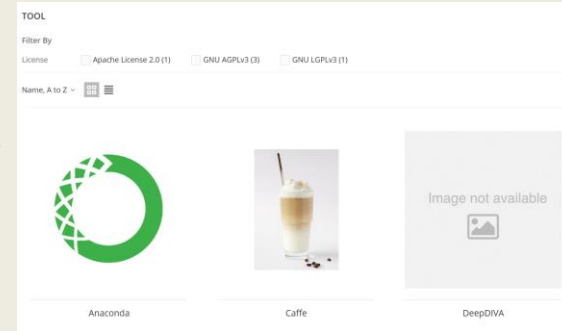 TOOL
Filter By
License Apache License 2.0 (1) GNU AGPLv3 (3) GNU LGPLv3 (1)
Name, A to Z
Image not available
Anaconda Caffe DeepDIVA